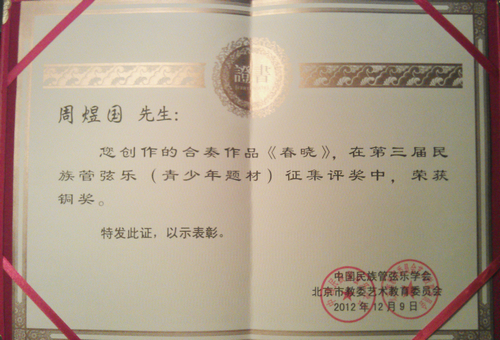 證書
周煜国 先生：
您创作的合奏作品《春晓》，在第三届民
族管弦乐（青少年题材）征集评奖中，荣获
铜奖。
特发此证，以示表彰。
中国民族管弦乐学会
北京市教委艺术教育委员会
2012年12月9日